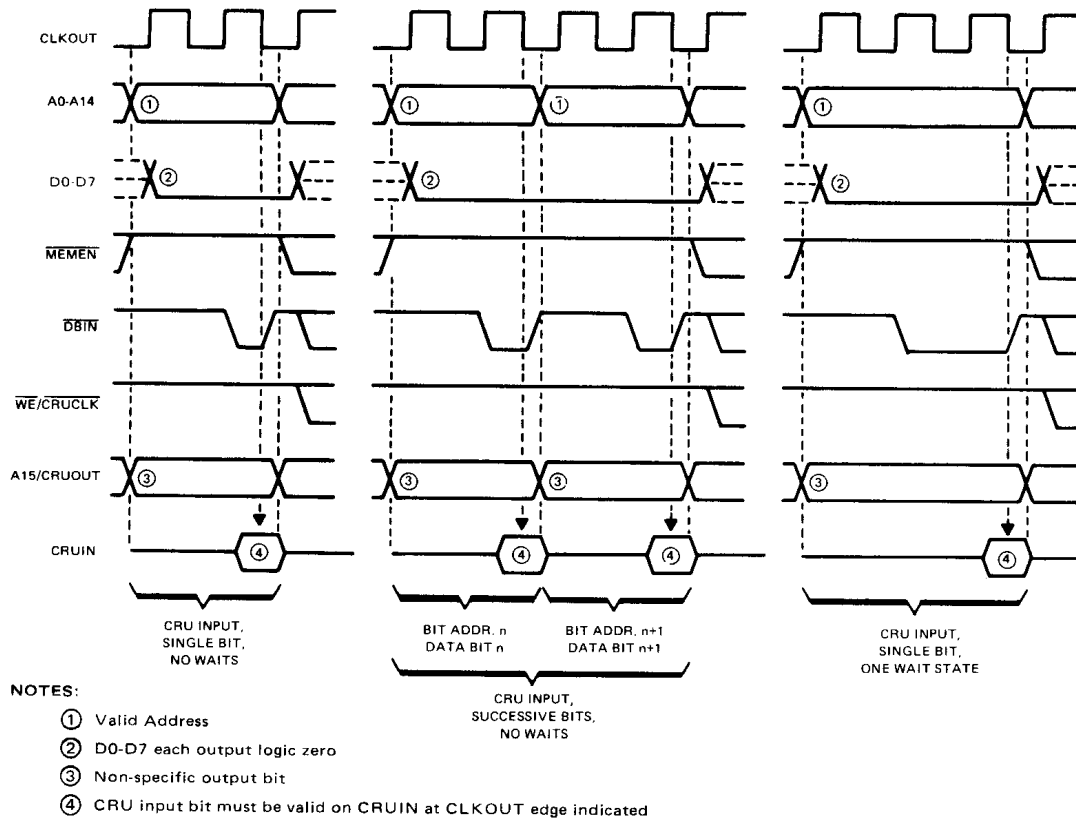 CLKOUT
A0-A14
① ① ① ①
D0-D7
② ② ②
MEMEN
DBIN
WE/CRUCLK
A15/CRUOUT
③ ③ ③ ③
CRUIN
④ ④ ④ ④
CRU INPUT,
SINGLE BIT,
NO WAITS
BIT ADDR. n
DATA BIT n
BIT ADDR. n+1
DATA BIT n+1
CRU INPUT,
SUCCESSIVE BITS,
NO WAITS
CRU INPUT,
SINGLE BIT,
ONE WAIT STATE
NOTES:
① Valid Address
② D0-D7 each output logic zero
③ Non-specific output bit
④ CRU input bit must be valid on CRUIN at CLKOUT edge indicated